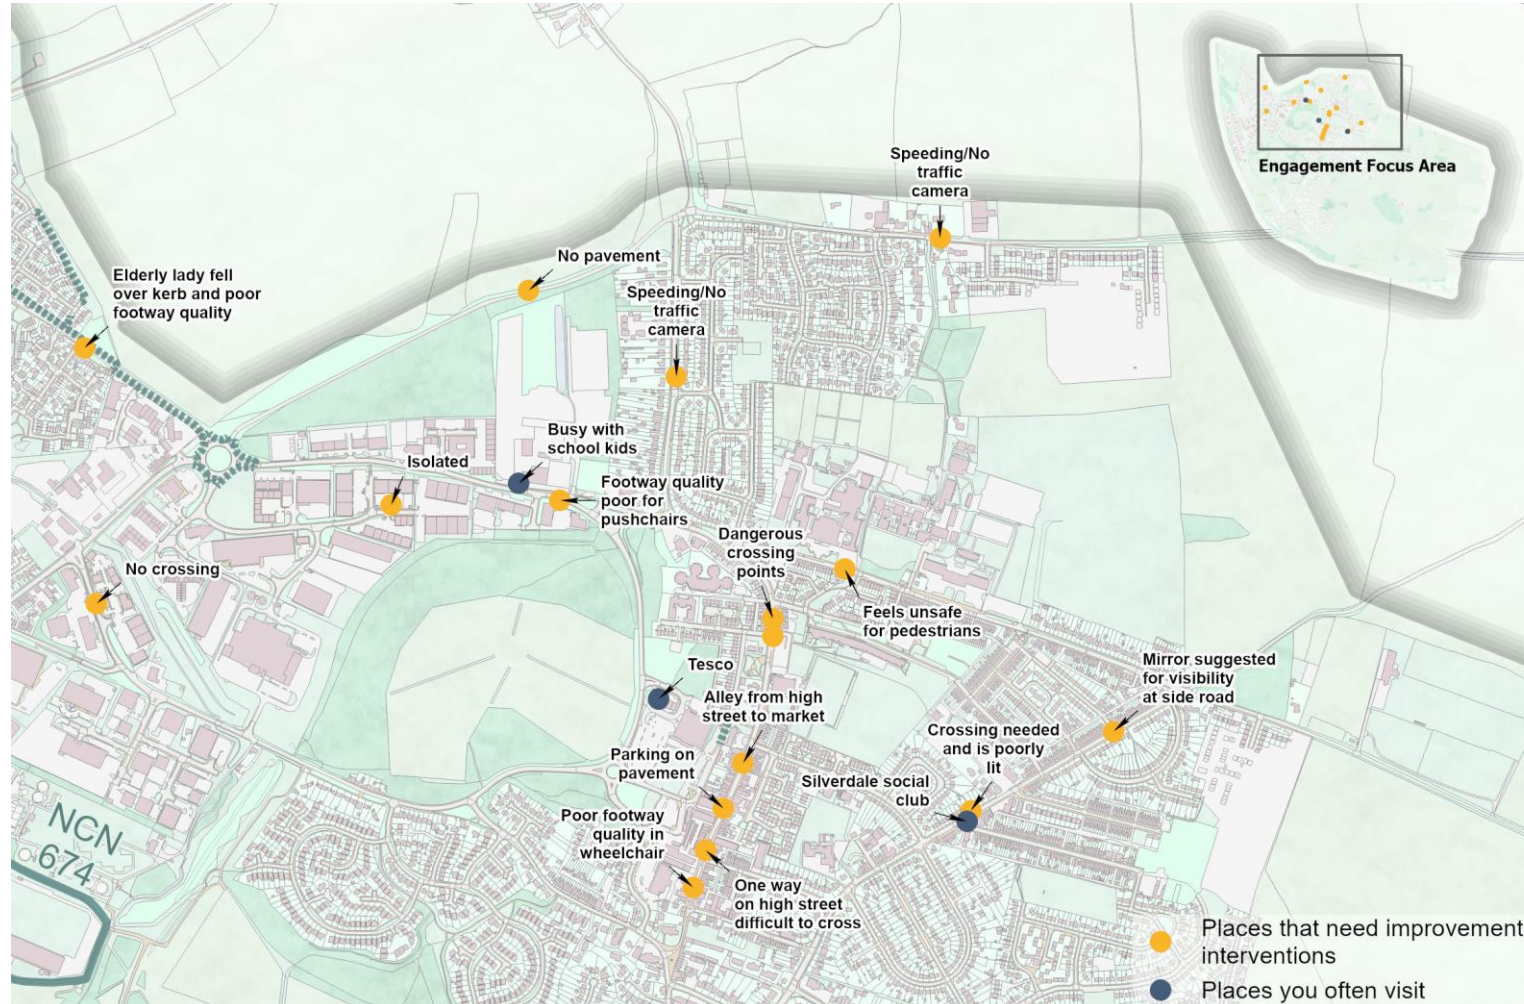 Speeding/No
traffic
camera
Engagement Focus Area
No pavement
Elderly lady fell
over kerb and poor
footway quality
Speeding/No
traffic
camera
Busy with
school kids
Isolated
Footway quality
poor for
pushchairs
Dangerous
crossing
points
No crossing
Feels unsafe
for pedestrians
Tesco
Mirror suggested
for visibility
at side road
Alley from high
street to market
Crossing needed
and is poorly
lit
Parking on
pavement
Silverdale social
club
Poor footway
quality in
wheelchair
NCN
674
One way
on high street
difficult to cross
Places that need improvement
interventions
Places you often visit